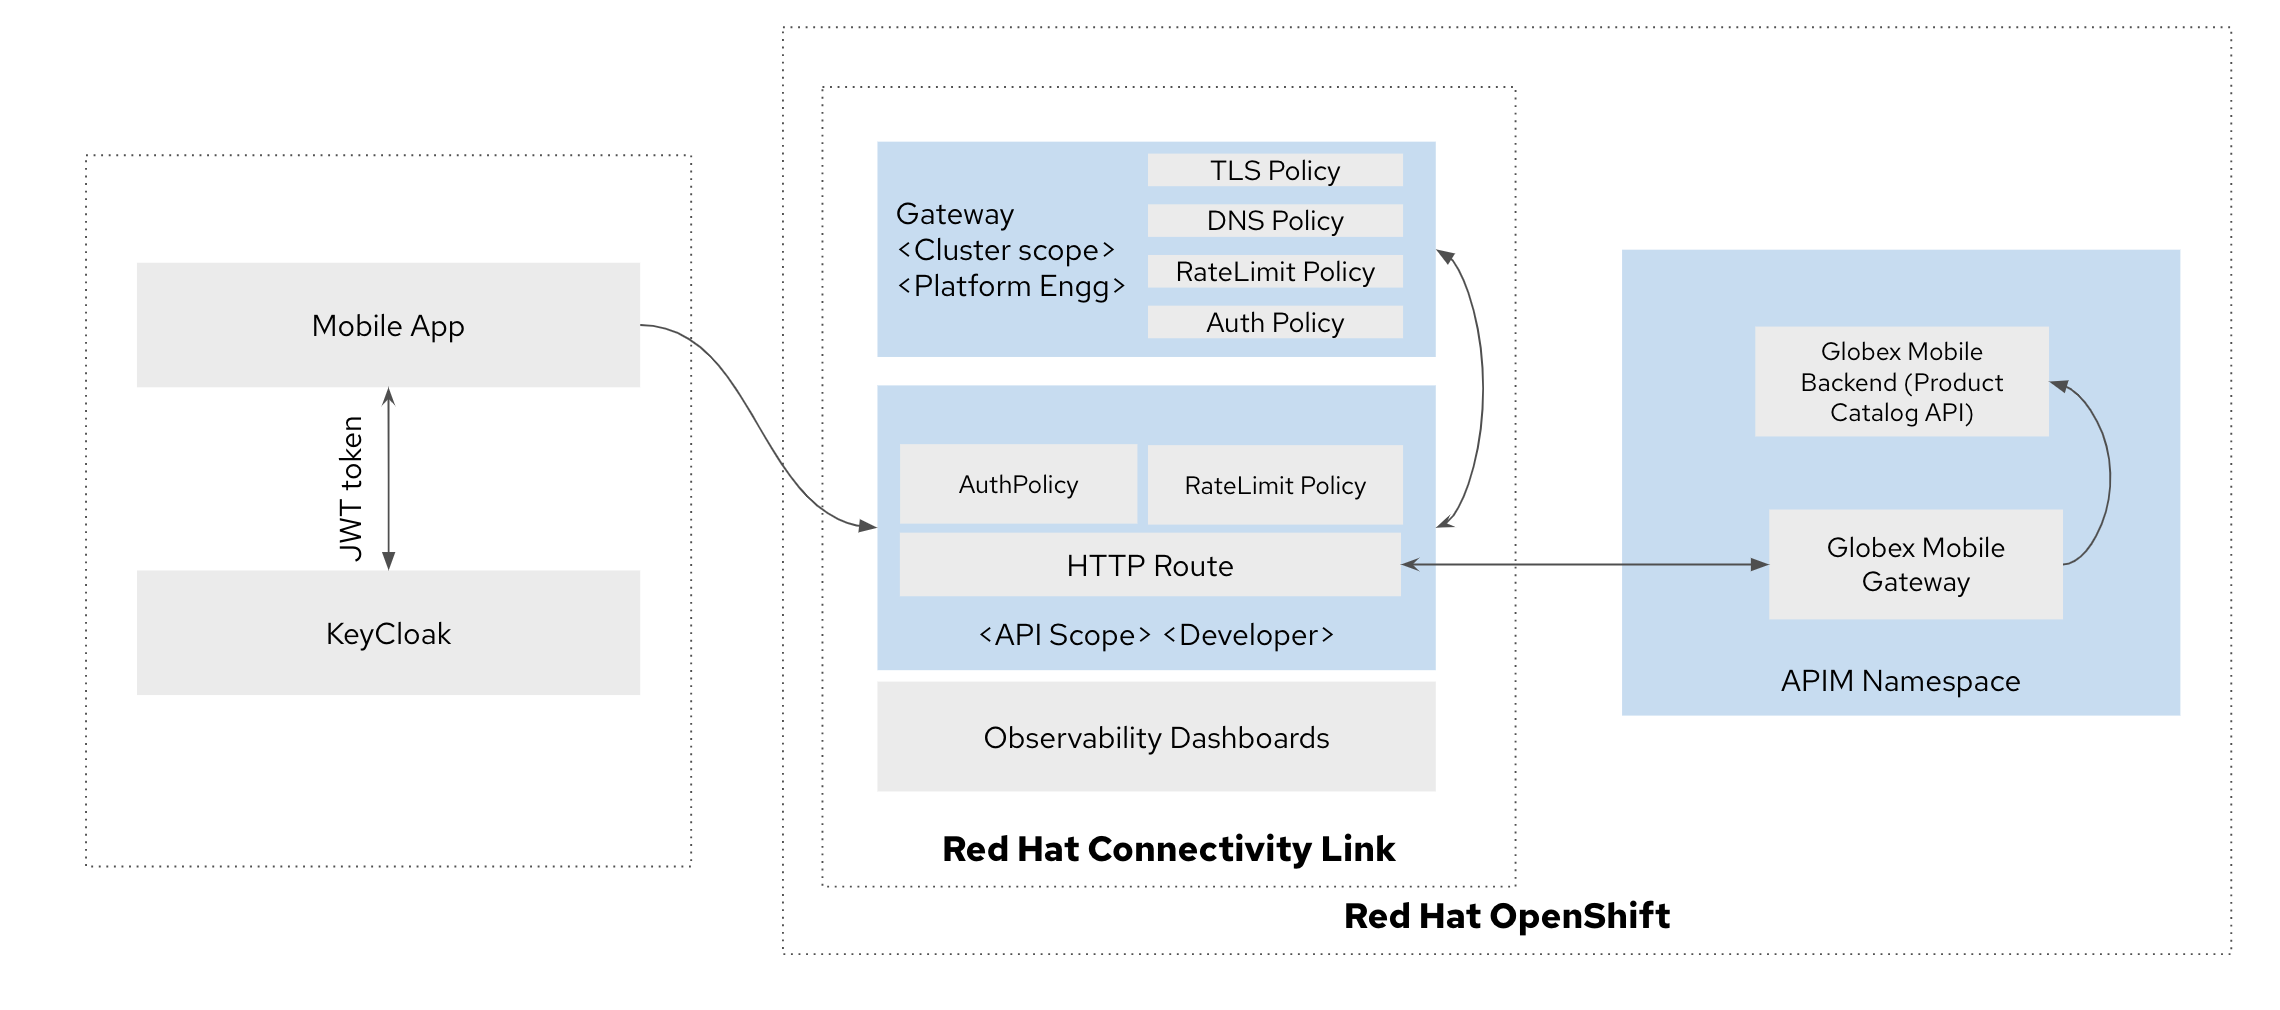 Mobile App
JWT token
KeyCloak
Gateway
<Cluster scope>
<Platform Engg>
TLS Policy
DNS Policy
RateLimit Policy
Auth Policy
AuthPolicy
RateLimit Policy
HTTP Route
<API Scope> <Developer>
Observability Dashboards
Red Hat Connectivity Link
Globex Mobile
Backend (Product
Catalog API)
Globex Mobile
Gateway
APIM Namespace
Red Hat OpenShift